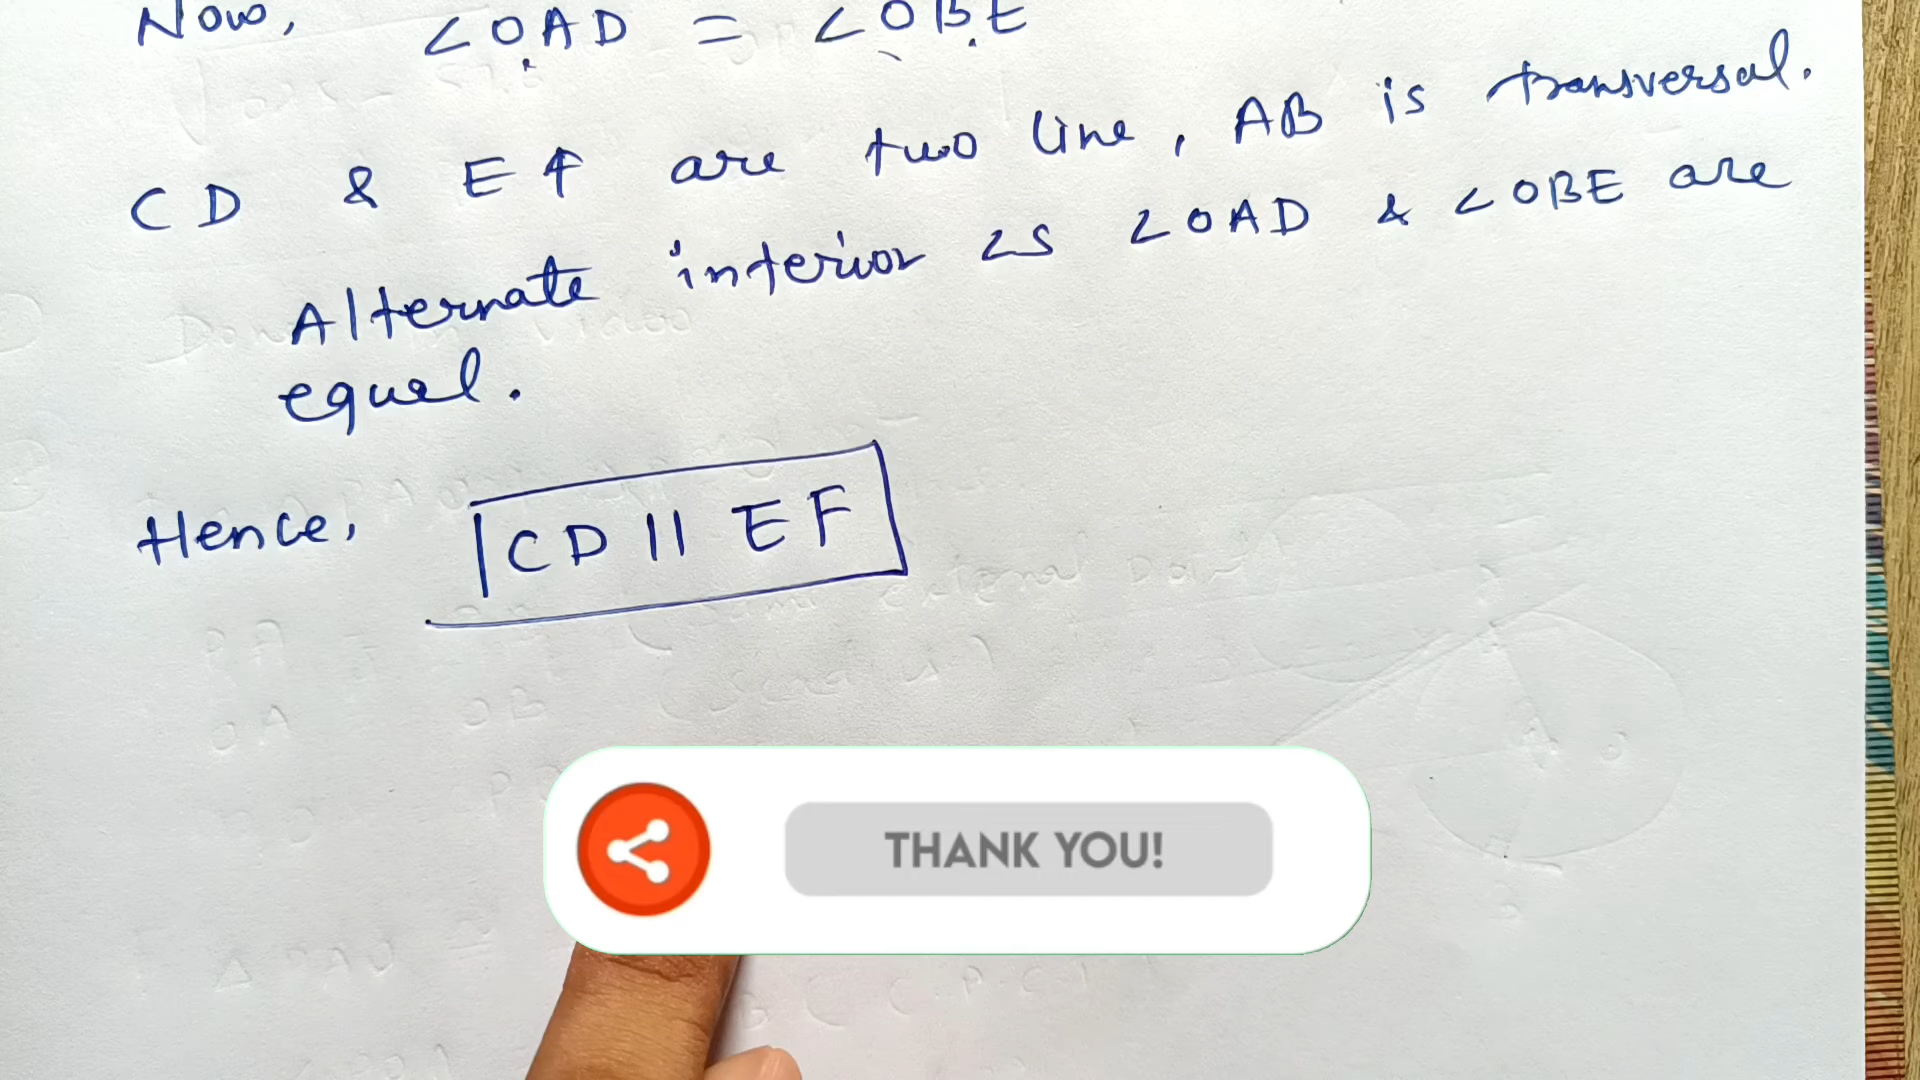 Now, ∠OAD = ∠OBE
CD & EF are two line, AB is transversal.
Alternate interior ∠s ∠OAD & ∠OBE are
equal.
Hence, CD || EF
THANK YOU!